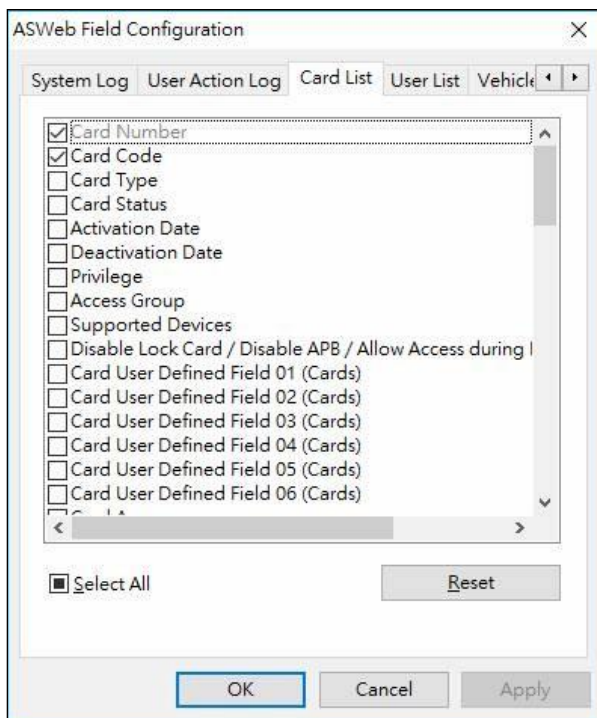 ASWeb Field Configuration
System Log User Action Log Card List User List
Card Number
Card Code
Card Type
Card Status
Activation Date
Deactivation Date
Privilege
Access Group
Supported Devices
Disable Lock Card / Disable APB / Allow Access during
Card User Defined Field 01 (Cards)
Card User Defined Field 02 (Cards)
Card User Defined Field 03 (Cards)
Card User Defined Field 04 (Cards)
Card User Defined Field 05 (Cards)
Card User Defined Field 06 (Cards)
Select All
Reset
OK Cancel Apply